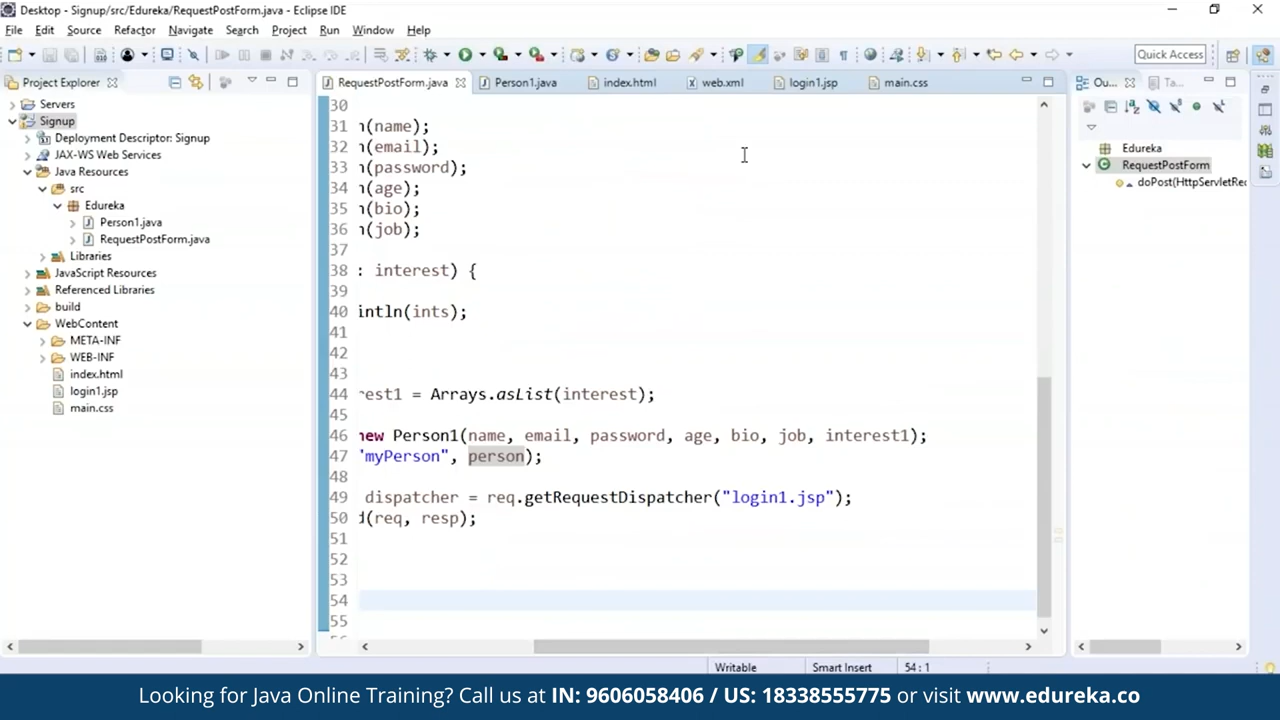 Desktop - Signup/src/Edureka/RequestPostForm.java - Eclipse IDE
File Edit Source Refactor Navigate Search Project Run Window Help
Quick Access
Project Explorer
Servers
Signup
Deployment Descriptor: Signup
JAX-WS Web Services
Java Resources
src
Edureka
Person1.java
RequestPostForm.java
Libraries
JavaScript Resources
Referenced Libraries
build
WebContent
META-INF
WEB-INF
index.html
login1.jsp
main.css
RequestPostForm.java Person1.java index.html web.xml login1.jsp main.css
30
31 n(name);
32 n(email);
33 n(password);
34 n(age);
35 n(bio);
36 n(job);
37
38 : interest) {
39
40 intln(ints);
41
42
43
44 rest1 = Arrays.asList(interest);
45
46 new Person1(name, email, password, age, bio, job, interest1);
47 "myPerson", person);
48
49 dispatcher = req.getRequestDispatcher("login1.jsp");
50 d(req, resp);
51
52
53
54
55
Ou... Ta...
Edureka
RequestPostForm
doPost(HttpServletRec
Writable Smart Insert 54 : 1
Looking for Java Online Training? Call us at IN: 9606058406 / US: 18338555775 or visit www.edureka.co